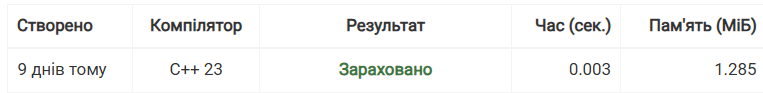 Створено Компілятор Результат Час (сек.) Пам'ять (МіБ)
9 днів тому C++ 23 Зараховано 0.003 1.285